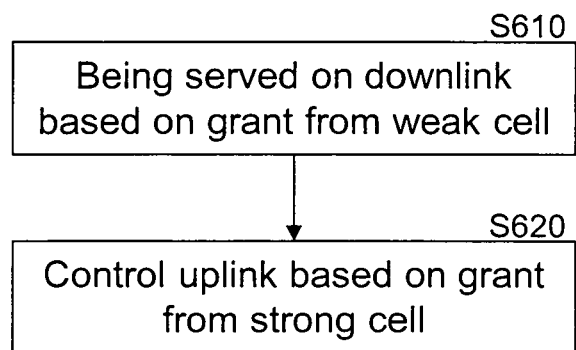 S610
Being served on downlink
based on grant from weak cell
S620
Control uplink based on grant
from strong cell